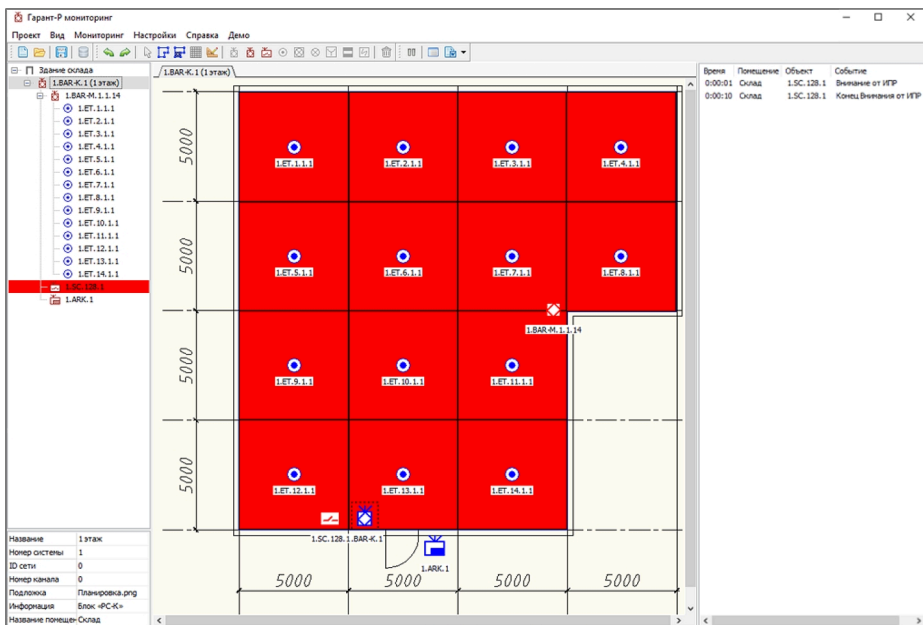 Гарант-Р мониторинг
Проект Вид Мониторинг Настройки Справка Демо
Здание склада
1.BAR-K.1 (1 этаж)
1.BAR-M.1.1.14
1.ET.1.1.1
1.ET.2.1.1
1.ET.3.1.1
1.ET.4.1.1
1.ET.5.1.1
1.ET.6.1.1
1.ET.7.1.1
1.ET.8.1.1
1.ET.9.1.1
1.ET.10.1.1
1.ET.11.1.1
1.ET.12.1.1
1.ET.13.1.1
1.ET.14.1.1
1.SC.128.1
1.ARK.1
Название 1 этаж
Номер системы 1
ID сети 0
Номер канала 0
Подложка Планировка.png
Информация Блок «РС-К»
Название помещен Склад
1.BAR-K.1 (1 этаж)
5000
1.ET.1.1.1 1.ET.2.1.1 1.ET.3.1.1 1.ET.4.1.1
5000
1.ET.5.1.1 1.ET.6.1.1 1.ET.7.1.1 1.ET.8.1.1
1.BAR-M.1.1.14
5000
1.ET.9.1.1 1.ET.10.1.1 1.ET.11.1.1
5000
1.ET.12.1.1 1.ET.13.1.1 1.ET.14.1.1
1.SC.128.1.BAR-K.1
1.ARK.1
5000 5000 5000 5000
Время Помещение Объект Событие
0:00:01 Склад 1.SC.128.1 Внимание от ИПР
0:00:10 Склад 1.SC.128.1 Конец Внимания от ИПР